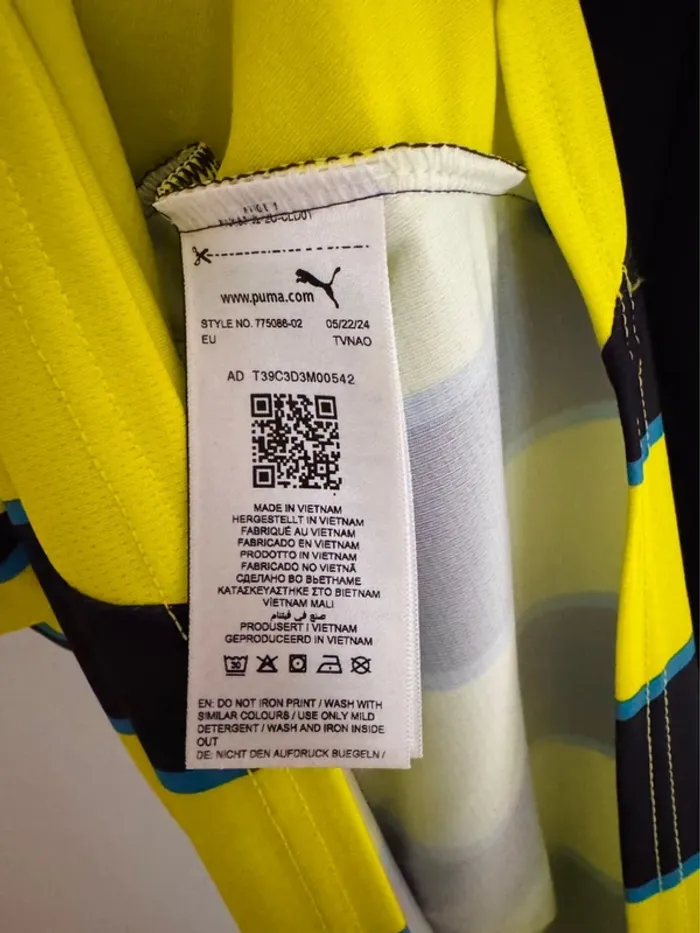 www.puma.com
STYLE NO. 775086-02 05/22/24
EU TVNAO
AD T39C3D3M00542
MADE IN VIETNAM
HERGESTELLT IN VIETNAM
FABRIQUÉ AU VIETNAM
FABRICADO EN VIETNAM
PRODOTTO IN VIETNAM
FABRICADO NO VIETNÃ
СДЕЛАНО ВО ВЬЕТНАМЕ
ΚΑΤΑΣΚΕΥΑΣΤΗΚΕ ΣΤΟ ΒΙΕΤΝΑΜ
VİETNAM MALI
صنع في فيتنام
PRODUSERT I VIETNAM
GEPRODUCEERD IN VIETNAM
30
EN: DO NOT IRON PRINT / WASH WITH
SIMILAR COLOURS / USE ONLY MILD
DETERGENT / WASH AND IRON INSIDE
OUT
DE: NICHT DEN AUFDRUCK BUEGELN /